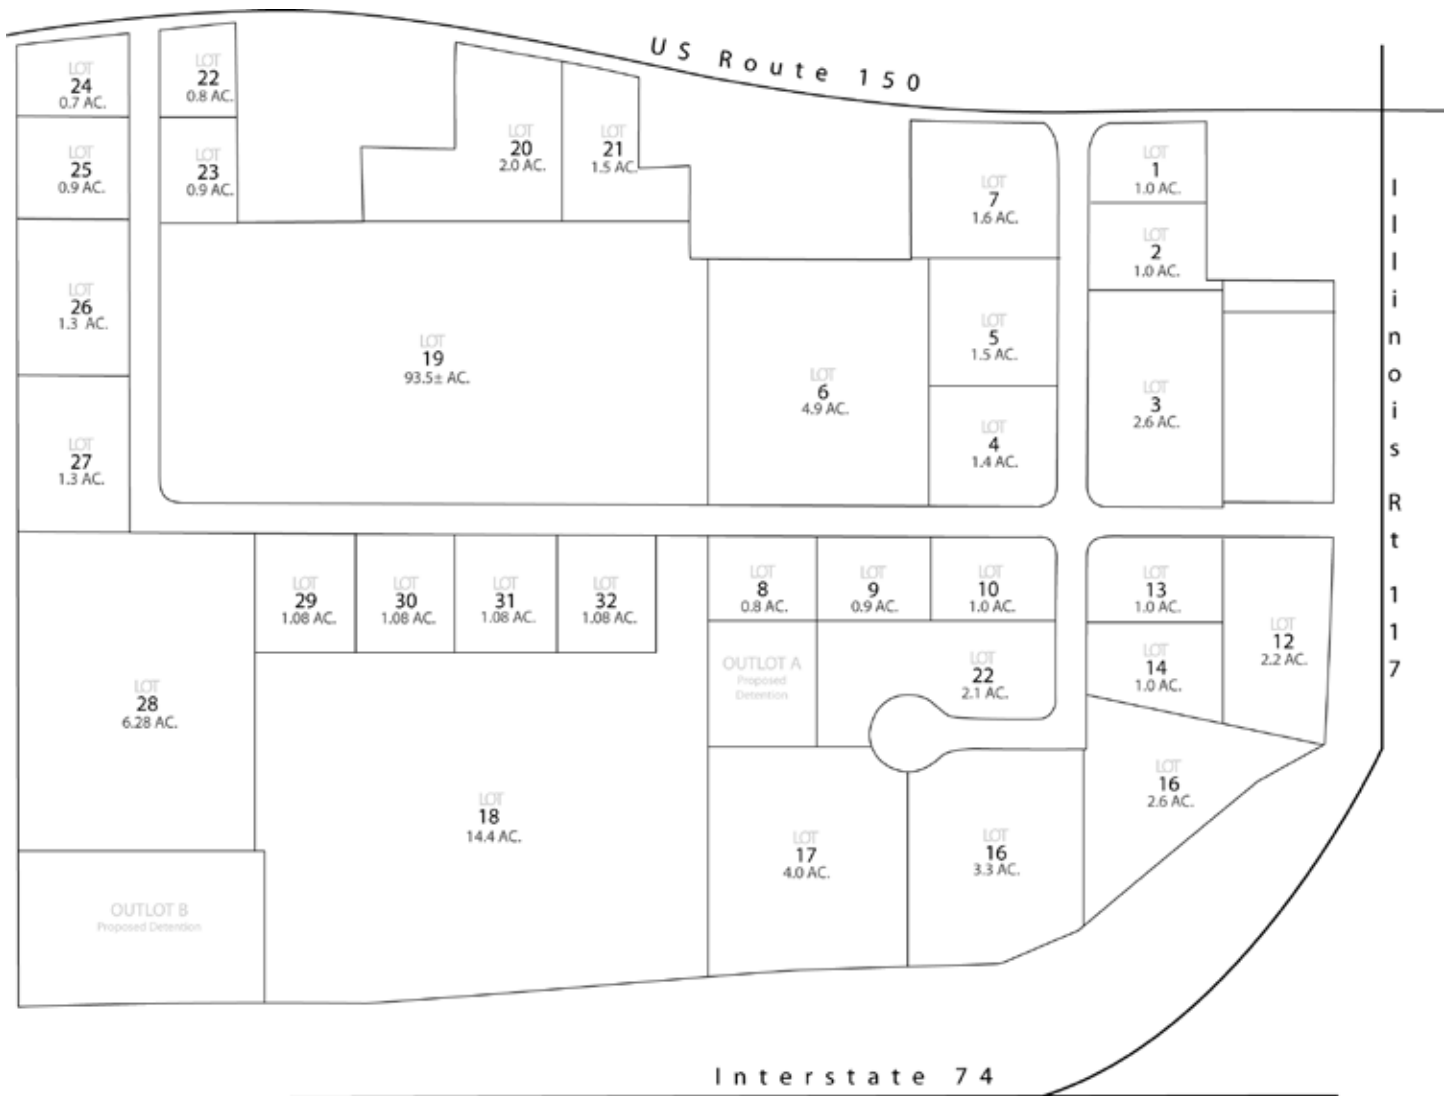 US Route 150
Illinois Rt 117
Interstate 74
LOT
24
0.7 AC.
LOT
25
0.9 AC.
LOT
26
1.3 AC.
LOT
27
1.3 AC.
LOT
22
0.8 AC.
LOT
23
0.9 AC.
LOT
20
2.0 AC.
LOT
21
1.5 AC.
LOT
19
93.5± AC.
LOT
6
4.9 AC.
LOT
7
1.6 AC.
LOT
5
1.5 AC.
LOT
4
1.4 AC.
LOT
1
1.0 AC.
LOT
2
1.0 AC.
LOT
3
2.6 AC.
LOT
28
6.28 AC.
LOT
29
1.08 AC.
LOT
30
1.08 AC.
LOT
31
1.08 AC.
LOT
32
1.08 AC.
LOT
8
0.8 AC.
LOT
9
0.9 AC.
LOT
10
1.0 AC.
LOT
13
1.0 AC.
LOT
14
1.0 AC.
LOT
12
2.2 AC.
OUTLOT A
Proposed
Detention
LOT
22
2.1 AC.
LOT
18
14.4 AC.
LOT
17
4.0 AC.
LOT
16
3.3 AC.
LOT
16
2.6 AC.
OUTLOT B
Proposed Detention